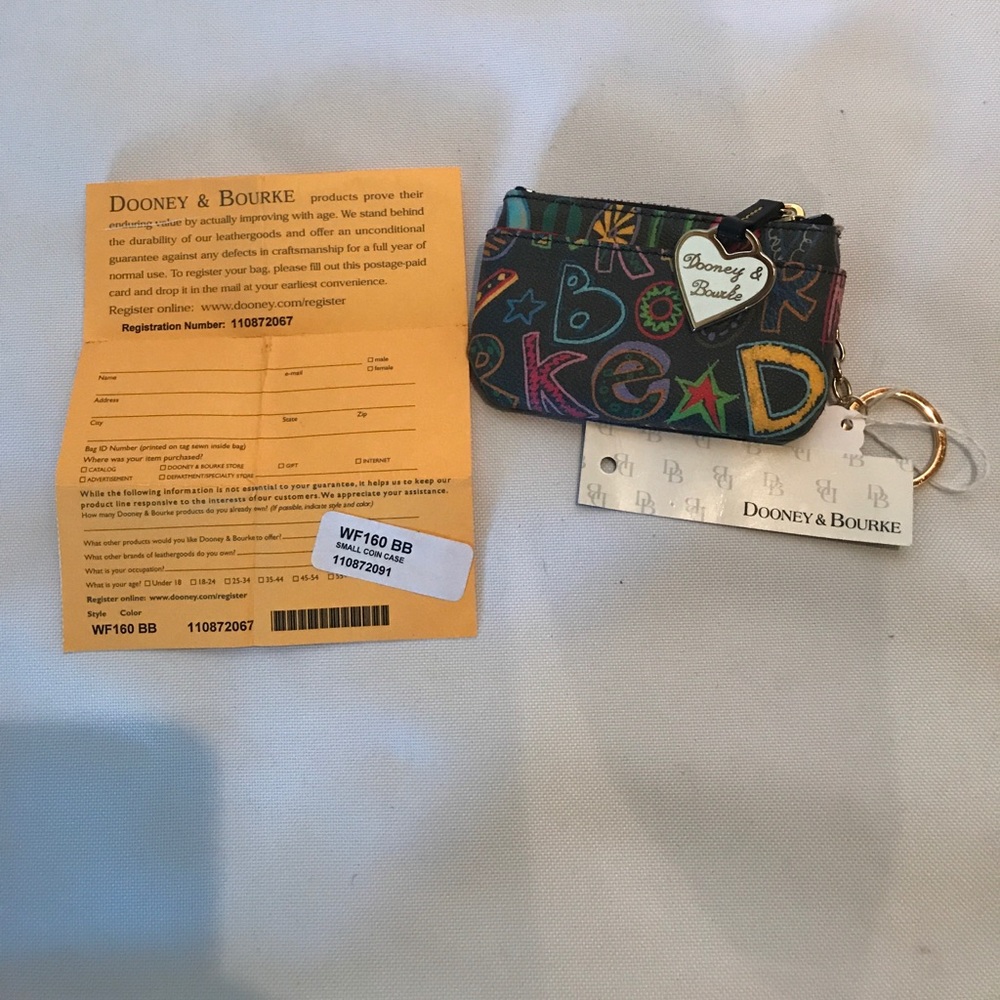 DOONEY & BOURKE products prove their
enduring value by actually improving with age. We stand behind
the durability of our leathergoods and offer an unconditional
guarantee against any defects in craftsmanship for a full year of
normal use. To register your bag, please fill out this postage-paid
card and drop it in the mail at your earliest convenience.
Register online: www.dooney.com/register
Registration Number: 110872067
male
Name e-mail female
Address
City State Zip
Bag ID Number (printed on tag sewn inside bag)
Where was your item purchased?
CATALOG DOONEY & BOURKE STORE GIFT INTERNET
ADVERTISEMENT DEPARTMENT/SPECIALTY STORE
While the following information is not essential to your guarantee, it helps us to keep our
product line responsive to the interests of our customers. We appreciate your assistance.
How many Dooney & Bourke products do you already own? (If possible, indicate style and color)
What other products would you like Dooney & Bourke to offer?
What other brands of leathergoods do you own?
What is your occupation?
What is your age? Under 18 18-24 25-34 35-44 45-54 55-
Register online: www.dooney.com/register
Style Color
WF160 BB 110872067
WF160 BB
SMALL COIN CASE
110872091
Dooney &
Bourke
R
BO RK
RKe D
DB DB DB DB DB
DOONEY & BOURKE